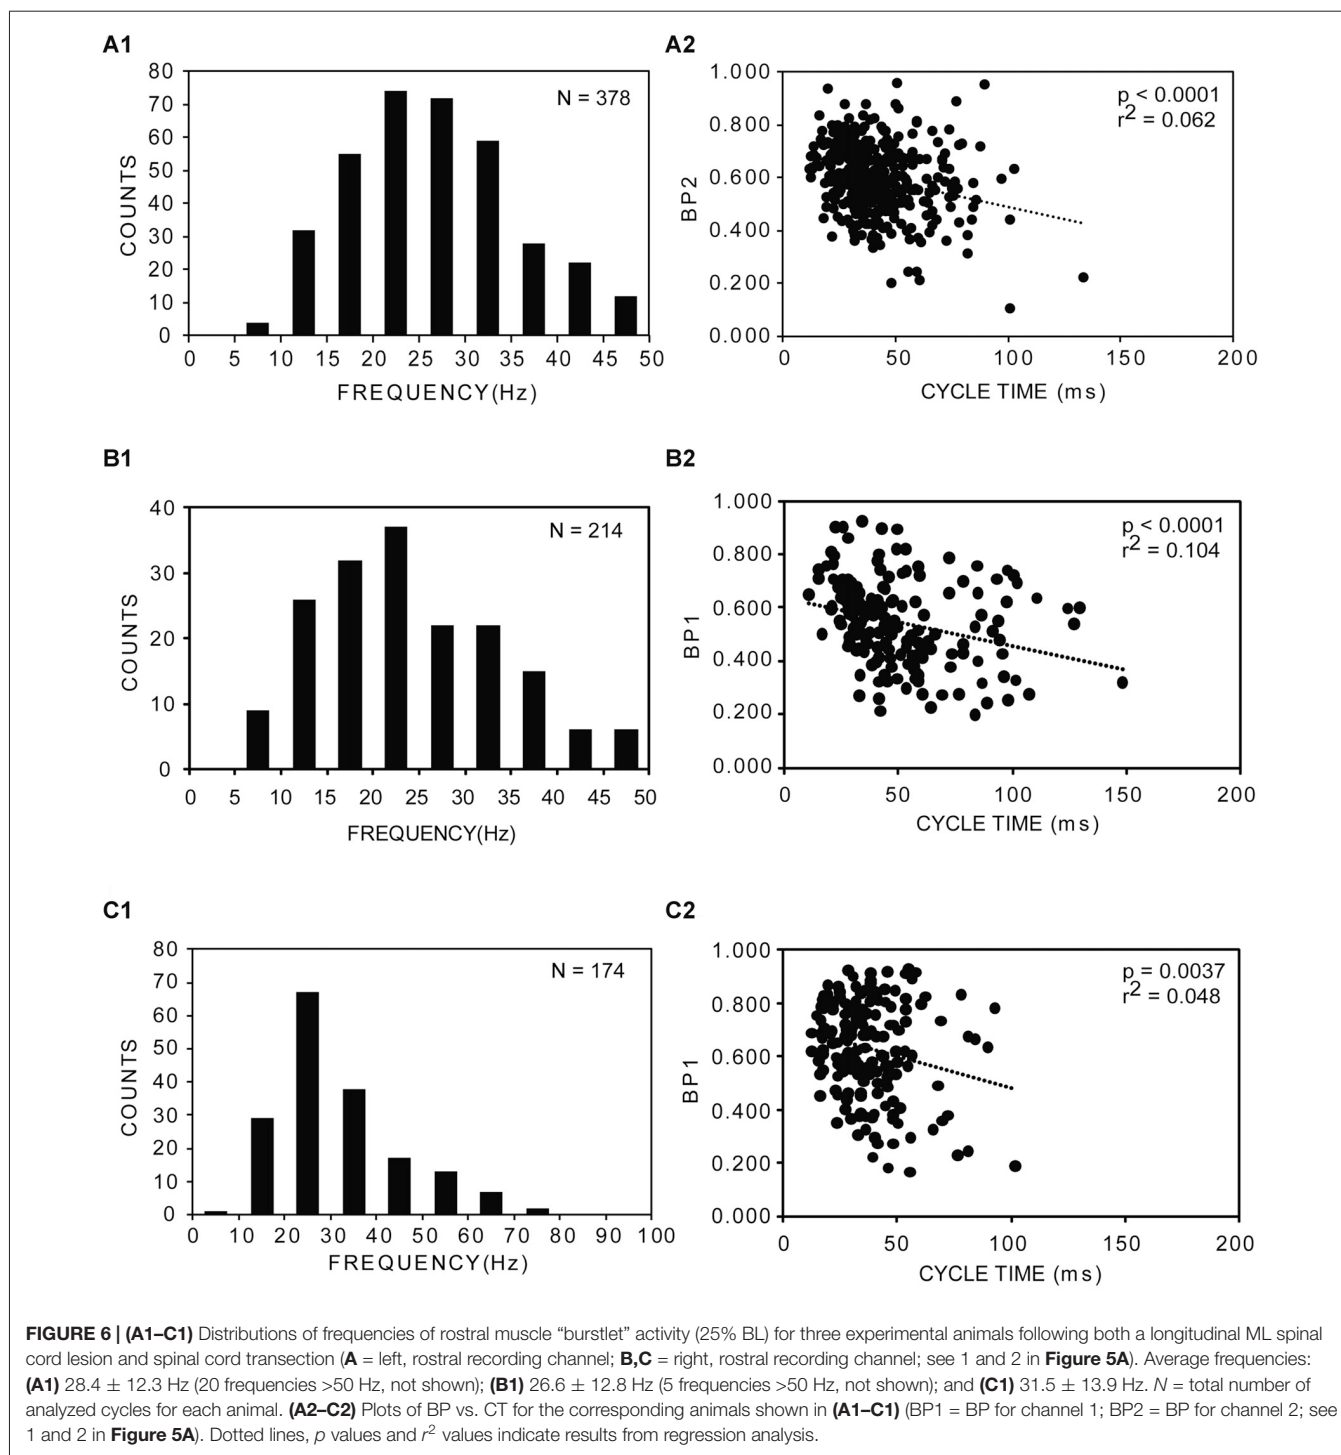 A1
80
70
60
50
40
30
20
10
0
COUNTS
N = 378
0 5 10 15 20 25 30 35 40 45 50
FREQUENCY(Hz)
A2
1.000
0.800
0.600
0.400
0.200
0.000
BP2
p < 0.0001
r2 = 0.062
0 50 100 150 200
CYCLE TIME (ms)
B1
40
30
20
10
0
COUNTS
N = 214
0 5 10 15 20 25 30 35 40 45 50
FREQUENCY(Hz)
B2
1.000
0.800
0.600
0.400
0.200
0.000
BP1
p < 0.0001
r2 = 0.104
0 50 100 150 200
CYCLE TIME (ms)
C1
80
70
60
50
40
30
20
10
0
COUNTS
N = 174
0 10 20 30 40 50 60 70 80 90 100
FREQUENCY(Hz)
C2
1.000
0.800
0.600
0.400
0.200
0.000
BP1
p = 0.0037
r2 = 0.048
0 50 100 150 200
CYCLE TIME (ms)
FIGURE 6 | (A1–C1) Distributions of frequencies of rostral muscle “burstlet” activity (25% BL) for three experimental animals following both a longitudinal ML spinal
cord lesion and spinal cord transection (A = left, rostral recording channel; B,C = right, rostral recording channel; see 1 and 2 in Figure 5A). Average frequencies:
(A1) 28.4 ± 12.3 Hz (20 frequencies >50 Hz, not shown); (B1) 26.6 ± 12.8 Hz (5 frequencies >50 Hz, not shown); and (C1) 31.5 ± 13.9 Hz. N = total number of
analyzed cycles for each animal. (A2–C2) Plots of BP vs. CT for the corresponding animals shown in (A1–C1) (BP1 = BP for channel 1; BP2 = BP for channel 2; see
1 and 2 in Figure 5A). Dotted lines, p values and r2 values indicate results from regression analysis.